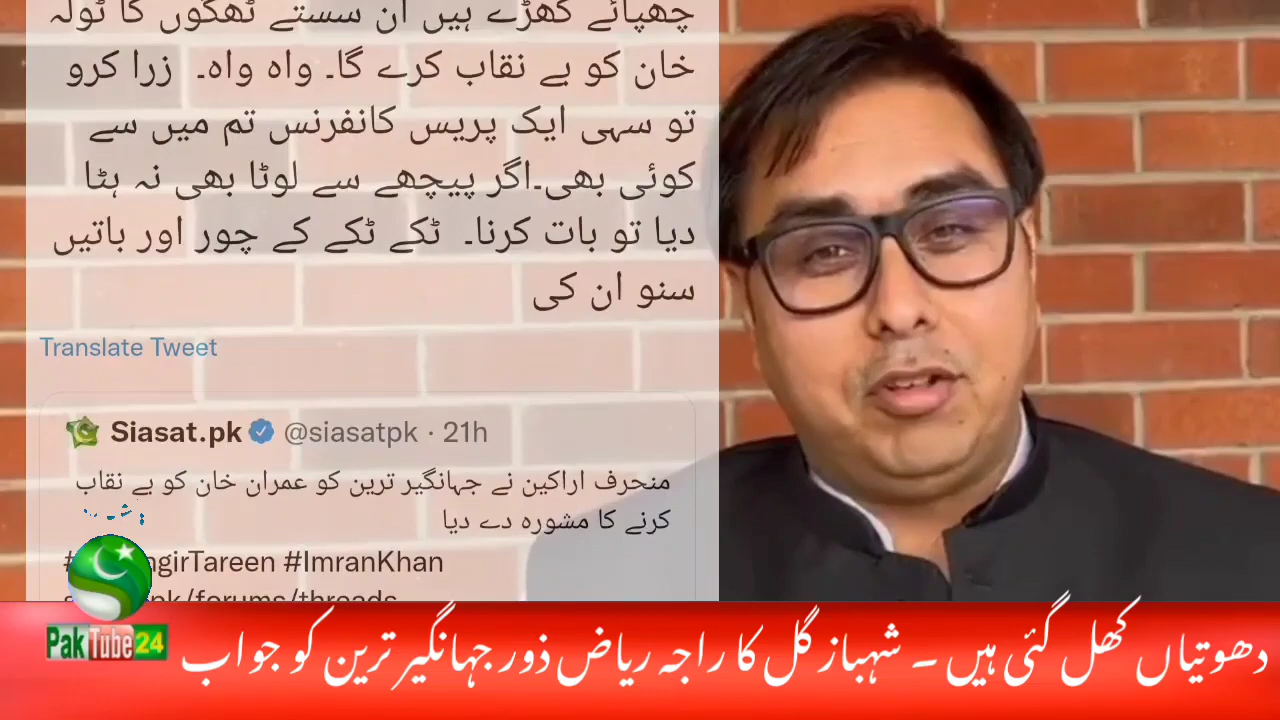 چھپائے کھڑے ہیں ان سستے ٹھگوں کا ٹولہ
خان کو بے نقاب کرے گا۔ واہ واہ۔ زرا کرو
تو سہی ایک پریس کانفرنس تم میں سے
کوئی بھی۔اگر پیچھے سے لوٹا بھی نہ ہٹا
دیا تو بات کرنا۔ ٹکے ٹکے کے چور اور باتیں
سنو ان کی
Translate Tweet
Siasat.pk @siasatpk · 21h
منحرف اراکین نے جہانگیر ترین کو عمران خان کو بے نقاب
کرنے کا مشورہ دے دیا
#ImranKhan
PakTube24
دھوتیاں کھل گئی ہیں ۔ شہباز گل کا راجہ ریاض ذور جہانگیر ترین کو جواب